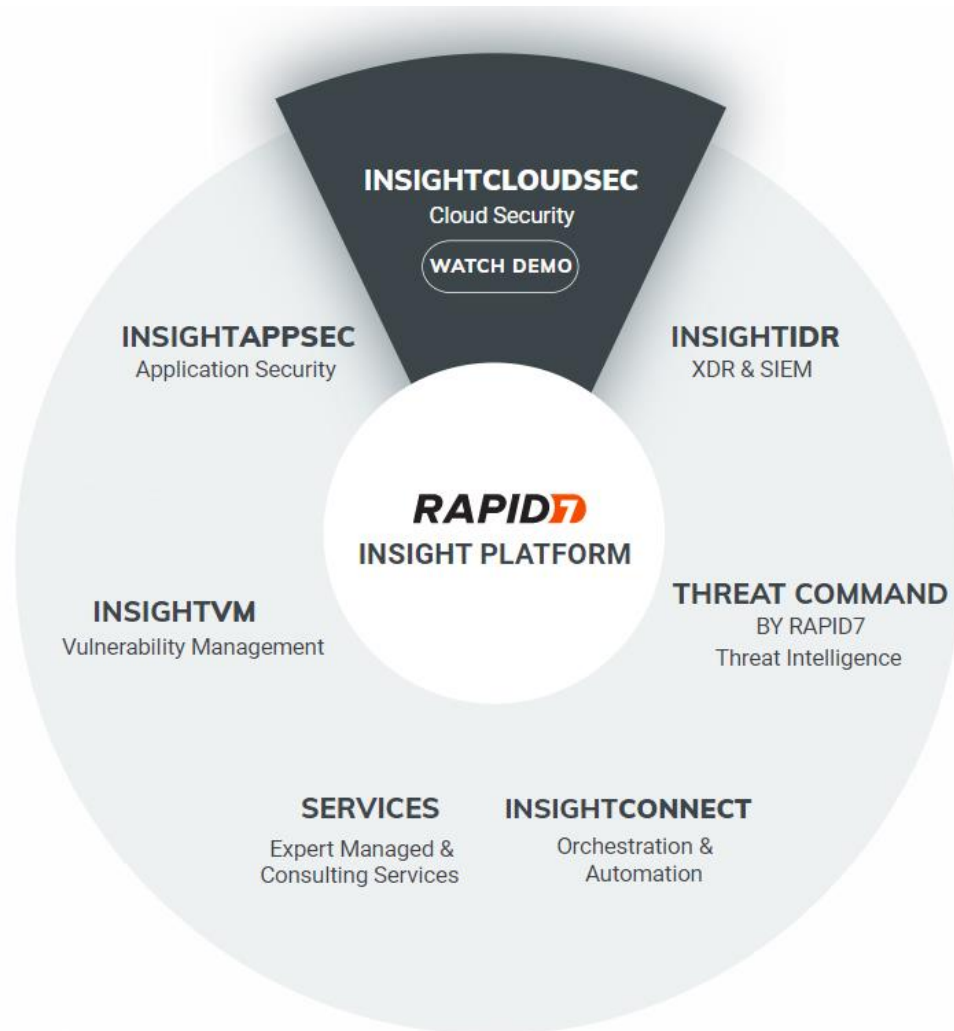 INSIGHTCLOUDSEC
Cloud Security
WATCH DEMO
INSIGHTAPPSEC
Application Security
INSIGHTIDR
XDR & SIEM
RAPID7
INSIGHT PLATFORM
INSIGHTVM
Vulnerability Management
THREAT COMMAND
BY RAPID7
Threat Intelligence
SERVICES
Expert Managed &
Consulting Services
INSIGHTCONNECT
Orchestration &
Automation